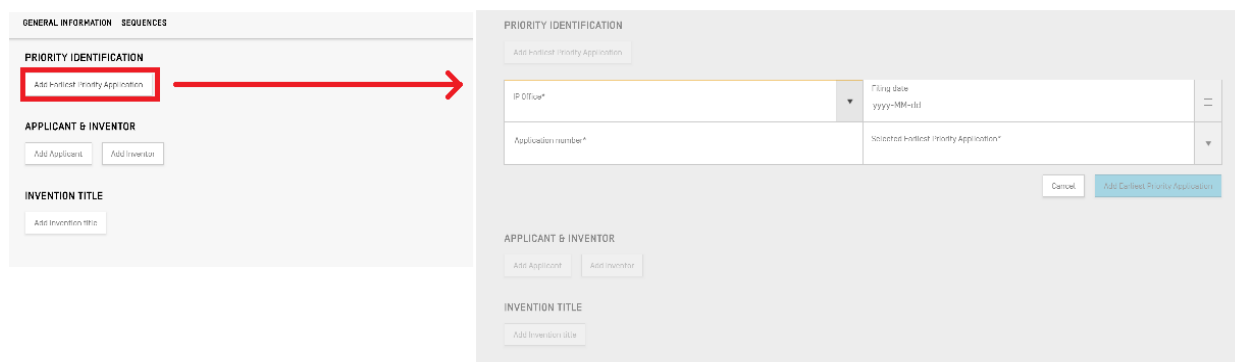 GENERAL INFORMATION SEQUENCES
PRIORITY IDENTIFICATION
Add Earliest Priority Application
APPLICANT & INVENTOR
Add Applicant Add Inventor
INVENTION TITLE
Add Invention title
PRIORITY IDENTIFICATION
Add Earliest Priority Application
IP Office*
Filing date
yyyy-MM-dd
Application number*
Selected Earliest Priority Application*
Cancel Add Earliest Priority Application
APPLICANT & INVENTOR
Add Applicant Add Inventor
INVENTION TITLE
Add Invention title